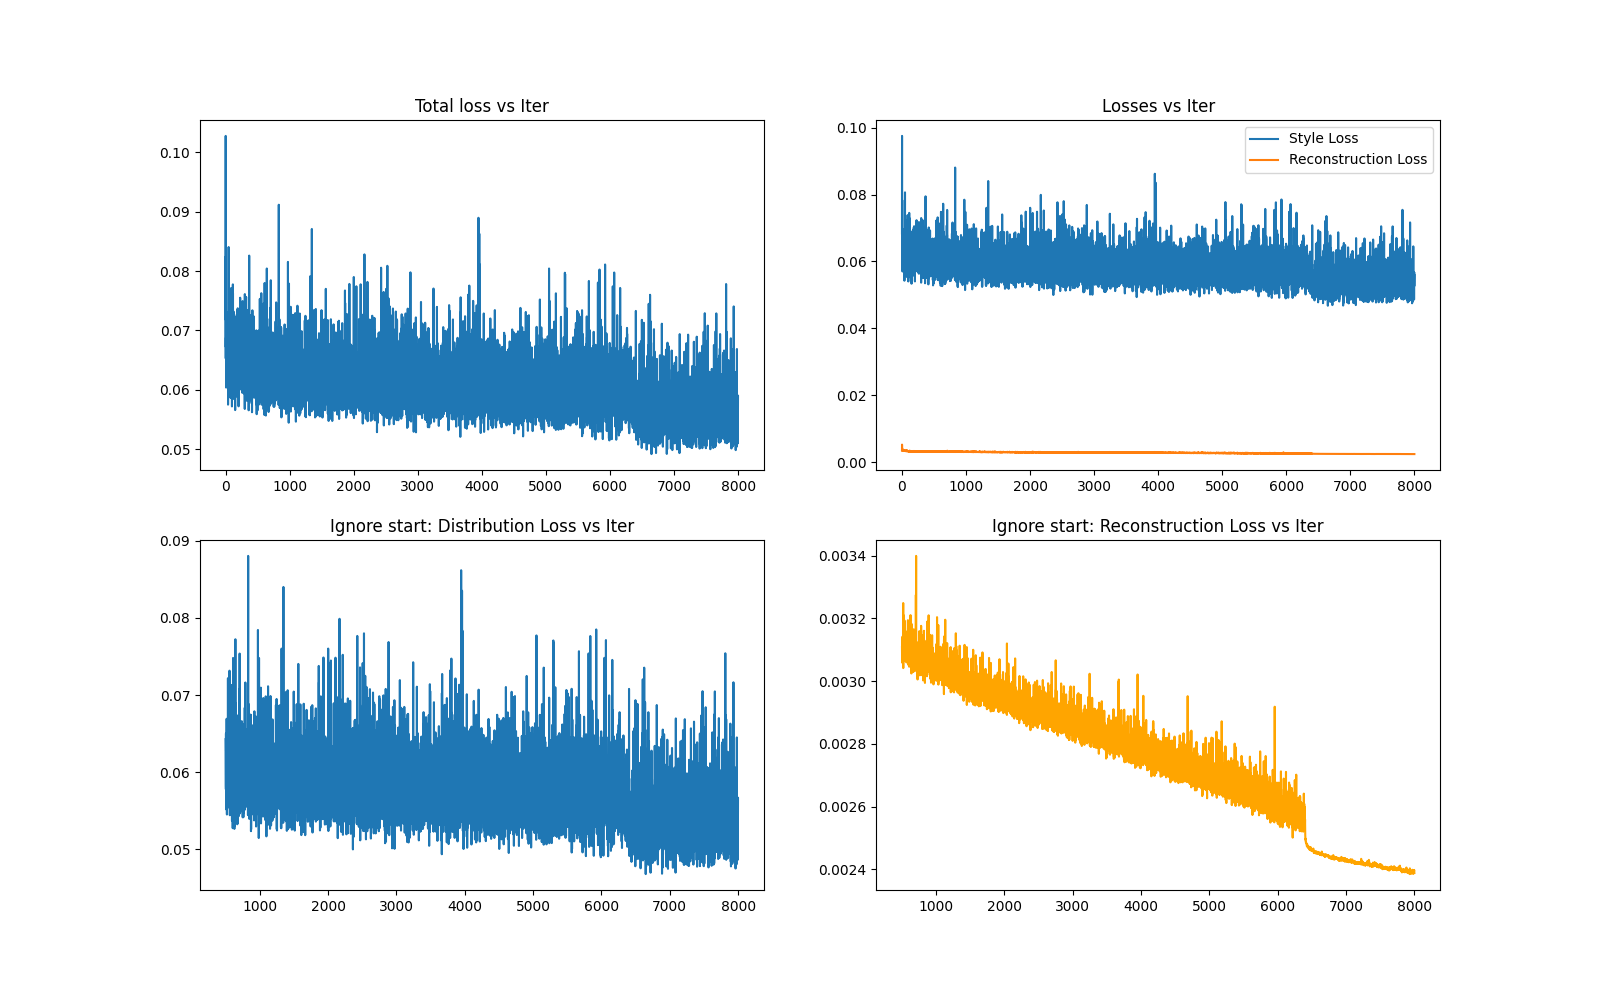 Total loss vs Iter
0.10
0.09
0.08
0.07
0.06
0.05
0 1000 2000 3000 4000 5000 6000 7000 8000
Losses vs Iter
Style Loss
Reconstruction Loss
0.10
0.08
0.06
0.04
0.02
0.00
0 1000 2000 3000 4000 5000 6000 7000 8000
Ignore start: Distribution Loss vs Iter
0.09
0.08
0.07
0.06
0.05
1000 2000 3000 4000 5000 6000 7000 8000
Ignore start: Reconstruction Loss vs Iter
0.0034
0.0032
0.0030
0.0028
0.0026
0.0024
1000 2000 3000 4000 5000 6000 7000 8000